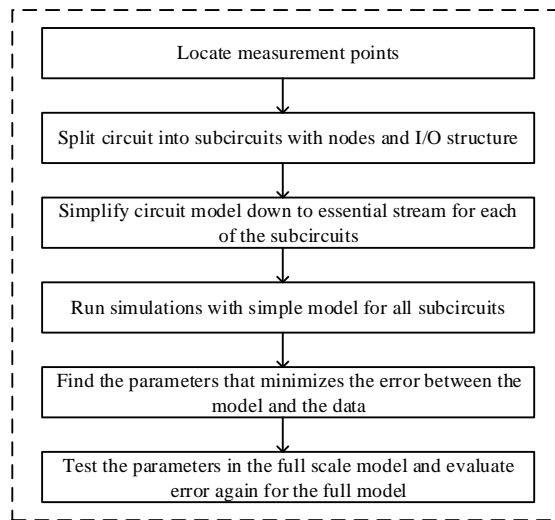 Locate measurement points
Split circuit into subcircuits with nodes and I/O structure
Simplify circuit model down to essential stream for each
of the subcircuits
Run simulations with simple model for all subcircuits
Find the parameters that minimizes the error between the
model and the data
Test the parameters in the full scale model and evaluate
error again for the full model